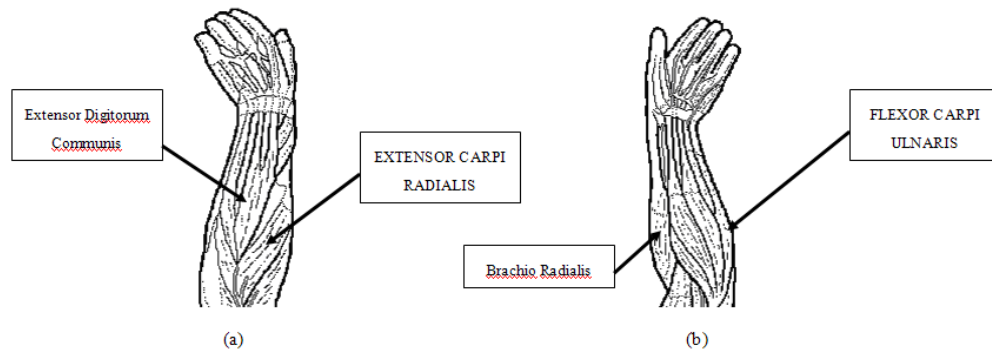 Extensor Digitorum
Communis
EXTENSOR CARPI
RADIALIS
FLEXOR CARPI
ULNARIS
Brachio Radialis
(a)
(b)